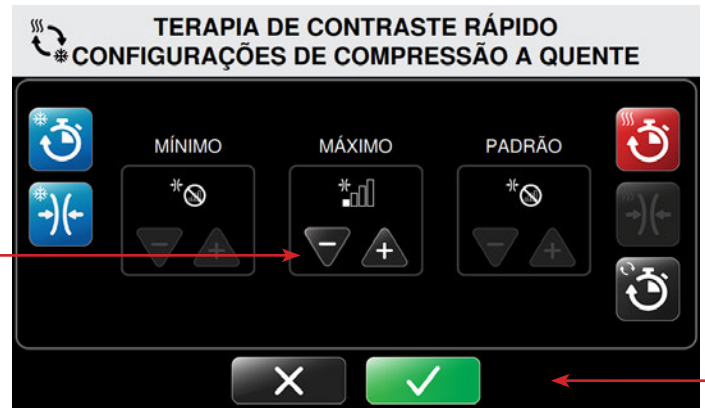 TERAPIA DE CONTRASTE RÁPIDO
CONFIGURAÇÕES DE COMPRESSÃO A QUENTE
MÍNIMO MÁXIMO PADRÃO